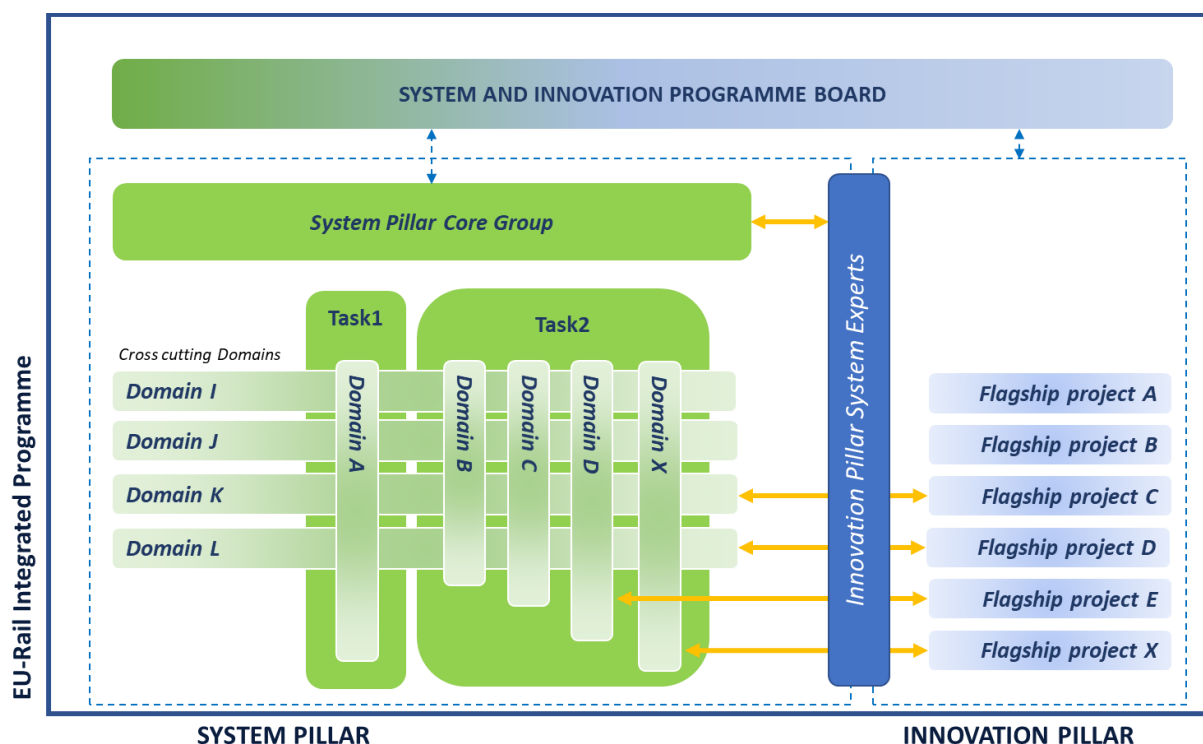 SYSTEM AND INNOVATION PROGRAMME BOARD
System Pillar Core Group
Innovation Pillar System Experts
Task1
Task2
Cross cutting Domains
Domain I
Domain J
Domain K
Domain L
Domain A
Domain B
Domain C
Domain D
Domain X
Flagship project A
Flagship project B
Flagship project C
Flagship project D
Flagship project E
Flagship project X
EU-Rail Integrated Programme
SYSTEM PILLAR
INNOVATION PILLAR